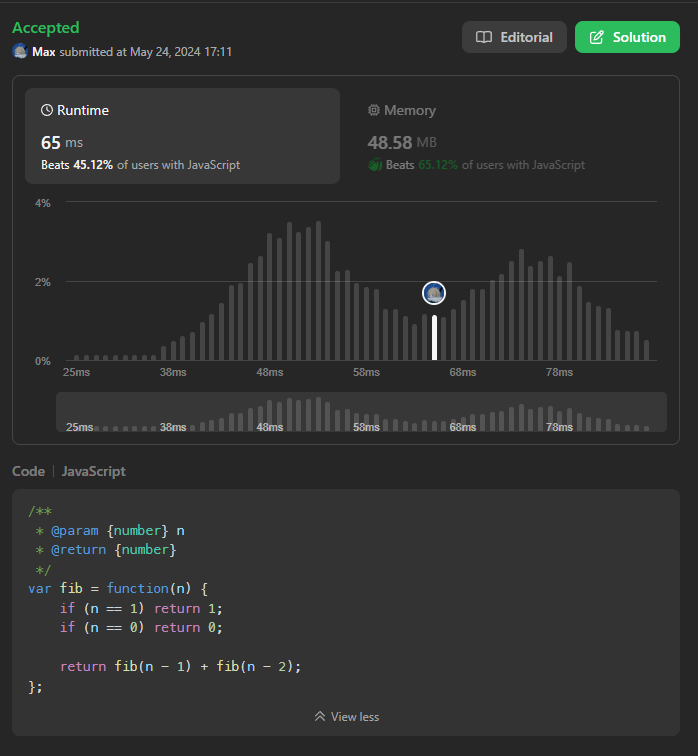 Accepted
Max submitted at May 24, 2024 17:11
Editorial
Solution
Runtime
65 ms
Beats 45.12% of users with JavaScript
Memory
48.58 MB
Beats 65.12% of users with JavaScript
4%
2%
0%
25ms 38ms 48ms 58ms 68ms 78ms
25ms 38ms 48ms 58ms 68ms 78ms
Code | JavaScript
/**
 * @param {number} n
 * @return {number}
 */
var fib = function(n) {
    if (n == 1) return 1;
    if (n == 0) return 0;
    return fib(n - 1) + fib(n - 2);
};
View less